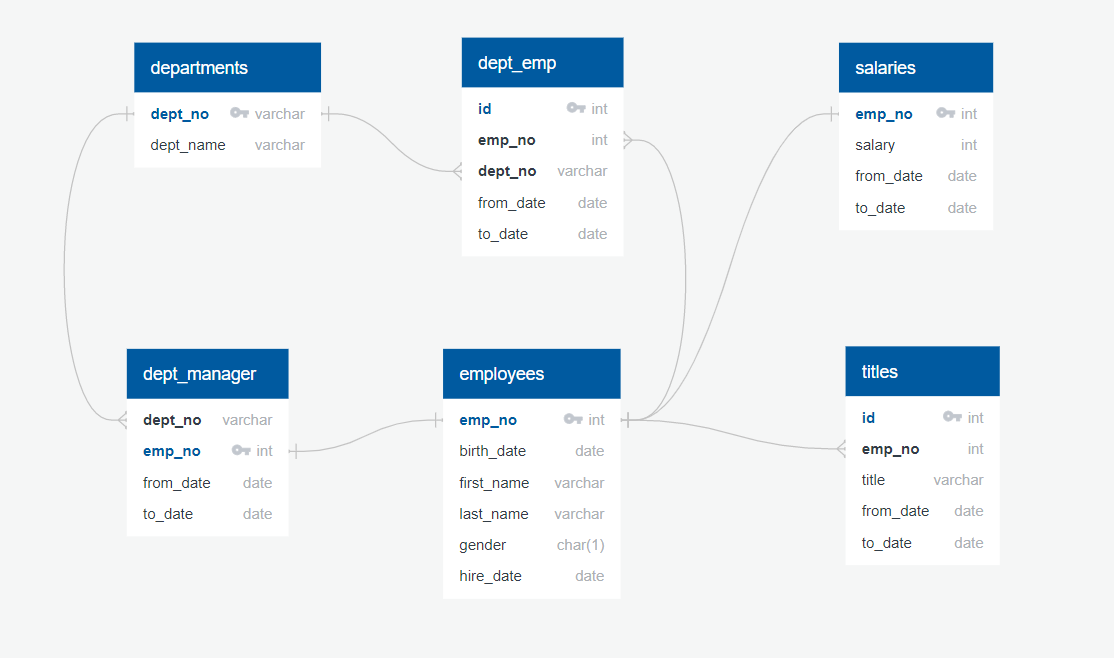 departments
dept_no varchar
dept_name varchar
dept_emp
id int
emp_no int
dept_no varchar
from_date date
to_date date
salaries
emp_no int
salary int
from_date date
to_date date
dept_manager
dept_no varchar
emp_no int
from_date date
to_date date
employees
emp_no int
birth_date date
first_name varchar
last_name varchar
gender char(1)
hire_date date
titles
id int
emp_no int
title varchar
from_date date
to_date date